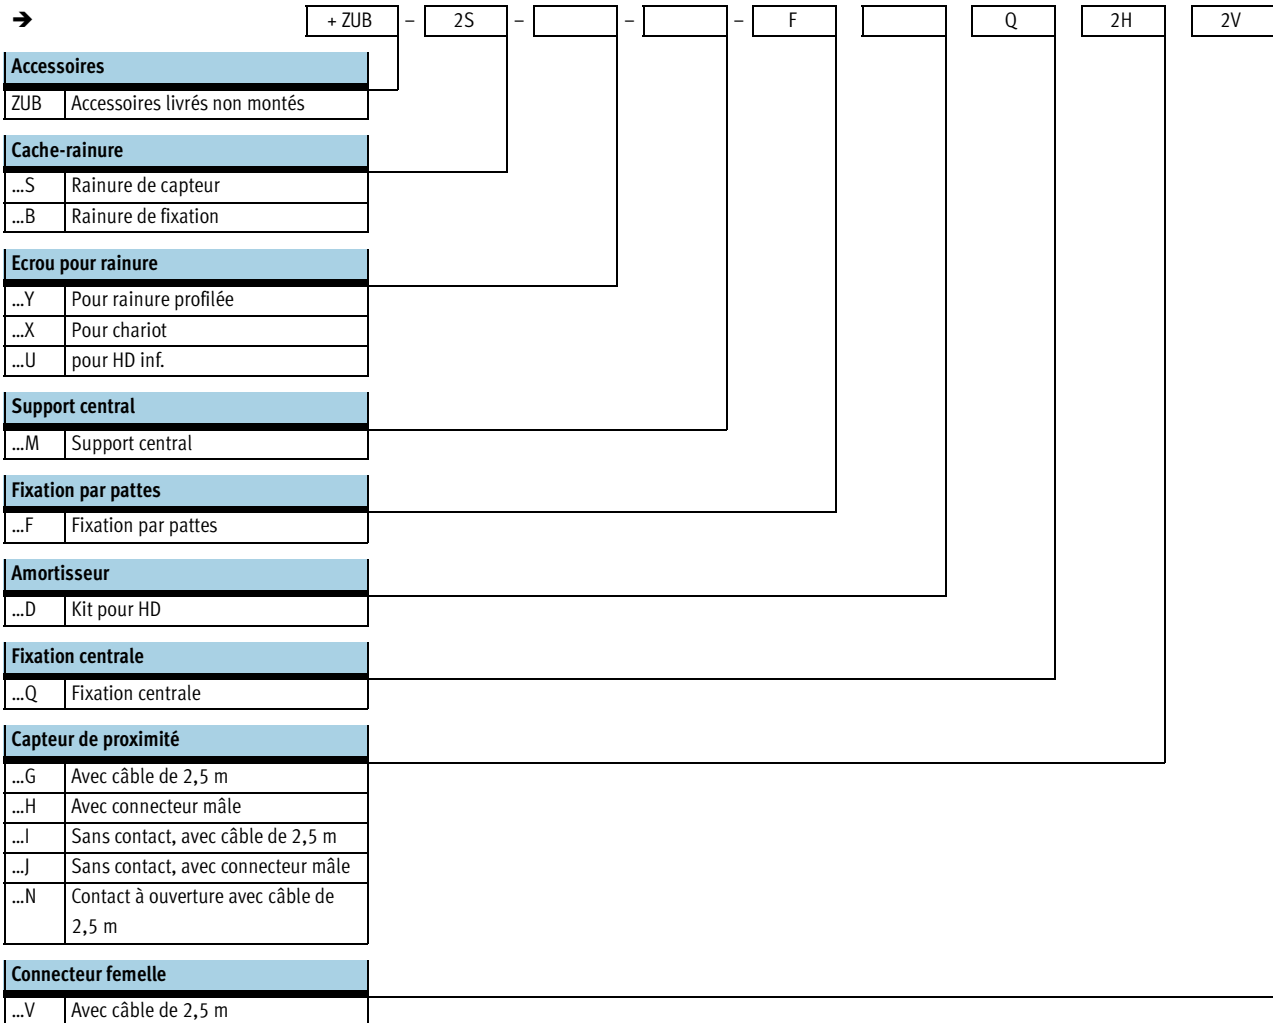 ➔ + ZUB – 2S – – – F Q 2H 2V
Accessoires
ZUB Accessoires livrés non montés
Cache-rainure
...S Rainure de capteur
...B Rainure de fixation
Ecrou pour rainure
...Y Pour rainure profilée
...X Pour chariot
...U pour HD inf.
Support central
...M Support central
Fixation par pattes
...F Fixation par pattes
Amortisseur
...D Kit pour HD
Fixation centrale
...Q Fixation centrale
Capteur de proximité
...G Avec câble de 2,5 m
...H Avec connecteur mâle
...I Sans contact, avec câble de 2,5 m
...J Sans contact, avec connecteur mâle
...N Contact à ouverture avec câble de
2,5 m
Connecteur femelle
...V Avec câble de 2,5 m